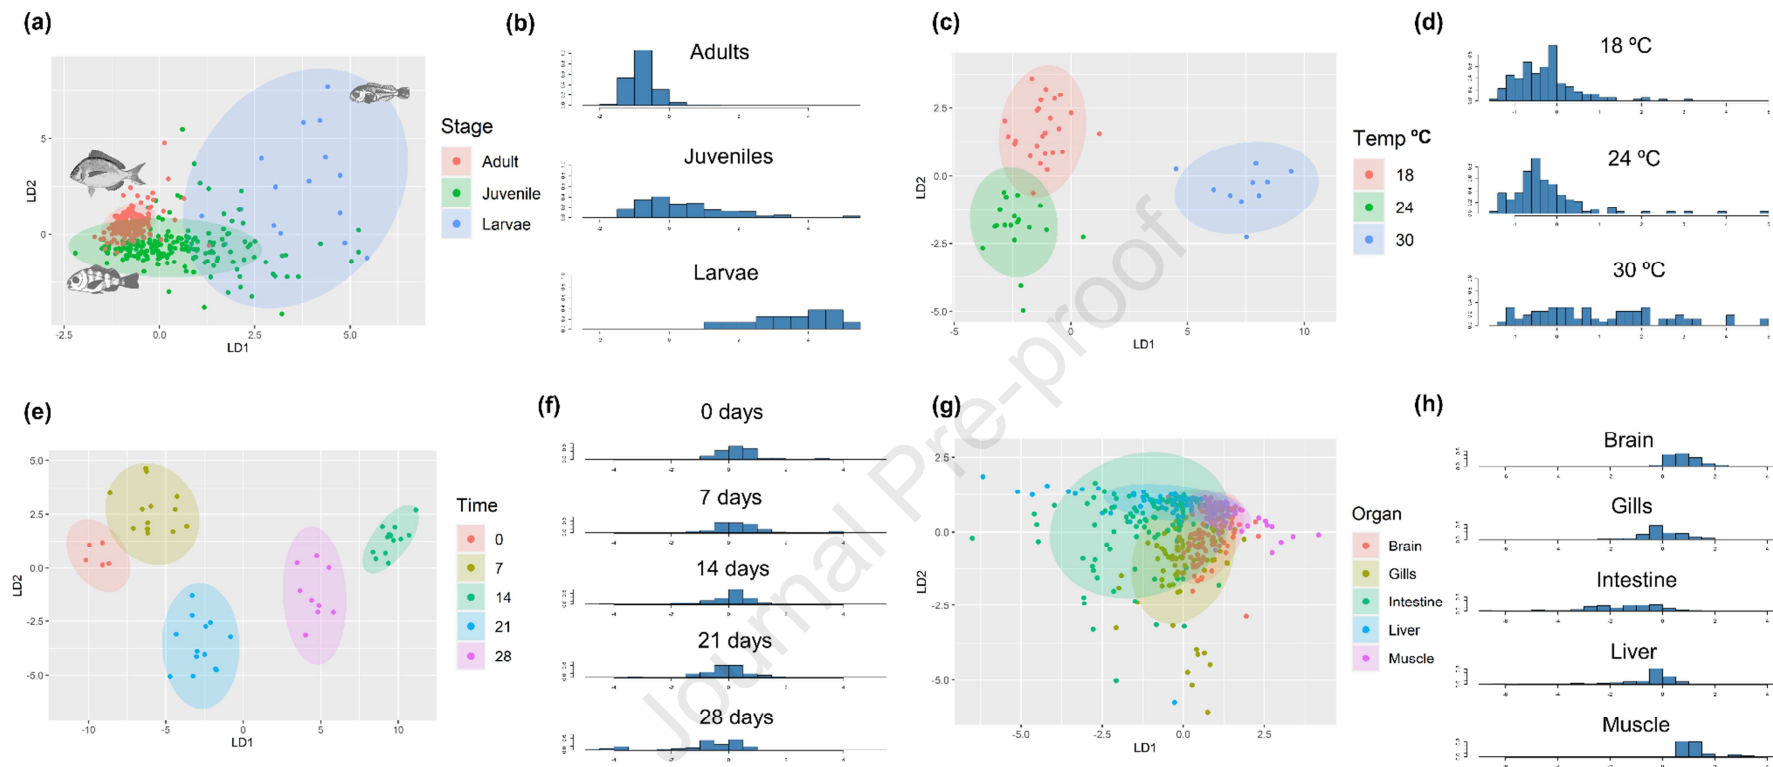 (a)
5
0
LD2
-2.5
0.0
2.5
5.0
LD1
Stage
Adult
Juvenile
Larvae
(b)
Adults
Juveniles
Larvae
(c)
2.5
0.0
-2.5
-5.0
LD2
-5
0
5
10
LD1
Temp ºC
18
24
30
(d)
18 ºC
24 ºC
30 ºC
(e)
5.0
2.5
0.0
-2.5
-5.0
LD2
-10
-5
0
5
10
LD1
Time
0
7
14
21
28
(f)
0 days
7 days
14 days
21 days
28 days
(g)
2.5
0.0
-2.5
-5.0
LD2
-5.0
-2.5
0.0
2.5
LD1
Organ
Brain
Gills
Intestine
Liver
Muscle
(h)
Brain
Gills
Intestine
Liver
Muscle
Journal Pre-proof